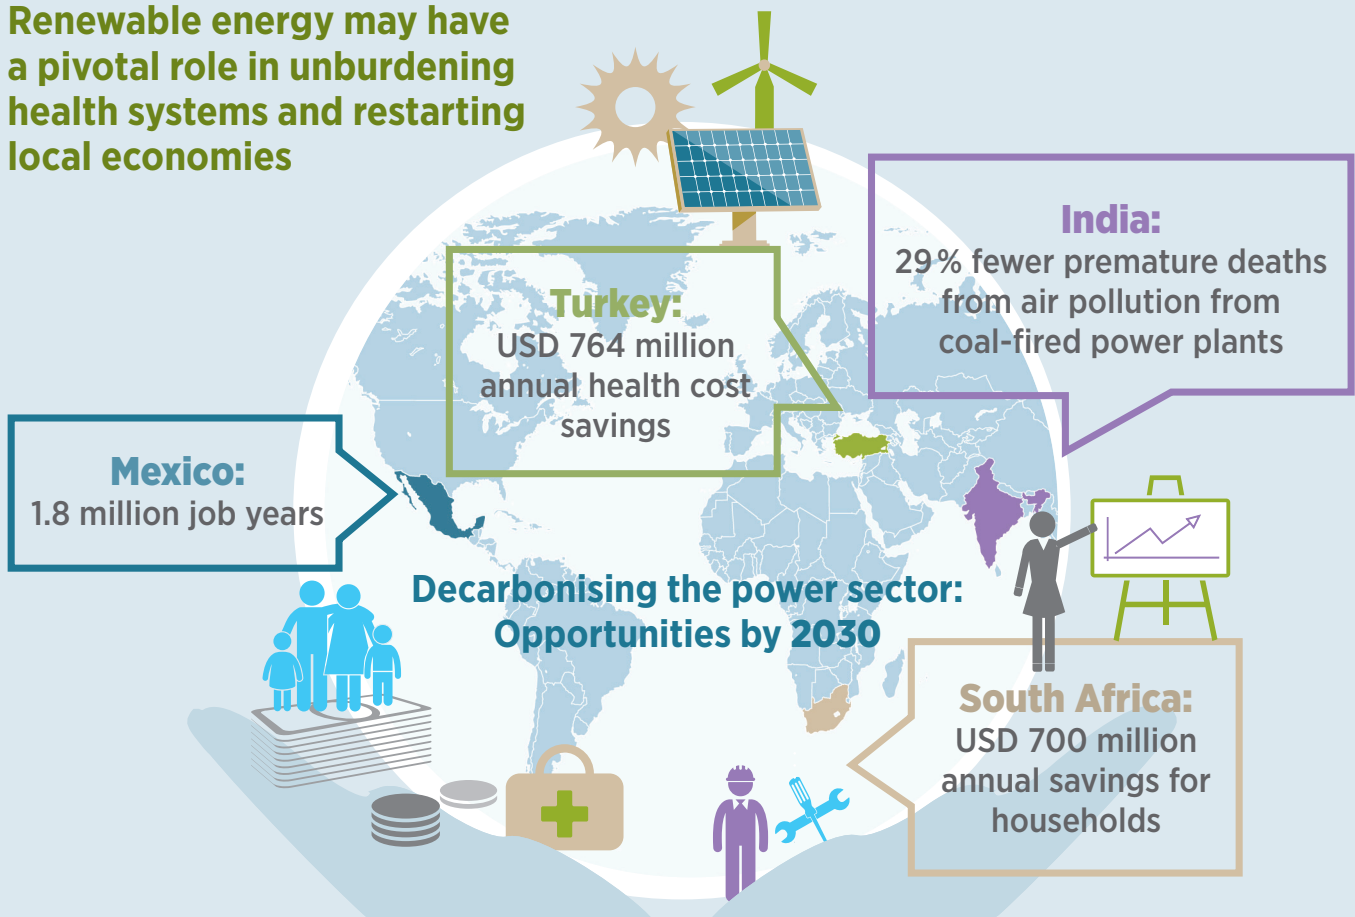 Renewable energy may have
a pivotal role in unburdening
health systems and restarting
local economies
India:
29% fewer premature deaths
from air pollution from
coal-fired power plants
Turkey:
USD 764 million
annual health cost
savings
Mexico:
1.8 million job years
Decarbonising the power sector:
Opportunities by 2030
South Africa:
USD 700 million
annual savings for
households